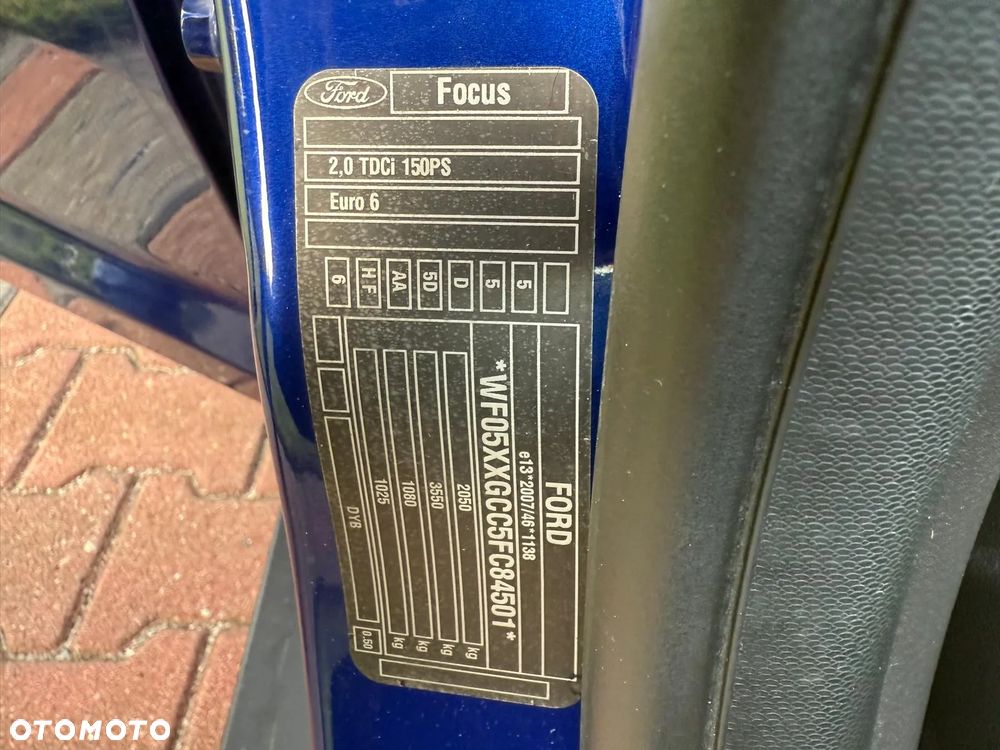 Ford
Focus
2,0 TDCi 150PS
Euro 6
5
5
D
5D
AA
H F
6
FORD
e13*2007/46*1138
*WF05XXGCC5FC84501*
2050 kg
3550 kg
1080 kg
1025 kg
DYB 0.50
OTOMOTO